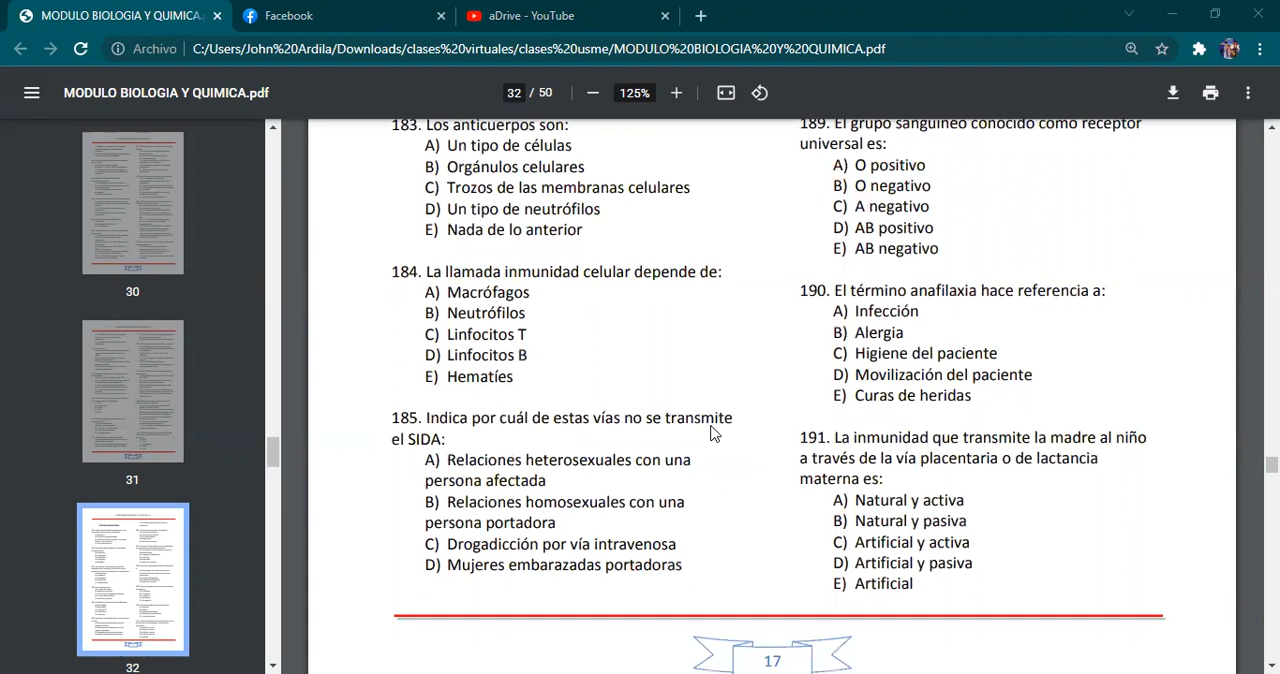 MODULO BIOLOGIA Y QUIMICA.
Facebook
aDrive - YouTube
Archivo
C:/Users/John%20Ardila/Downloads/clases%20virtuales/clases%20usme/MODULO%20BIOLOGIA%20Y%20QUIMICA.pdf
MODULO BIOLOGIA Y QUIMICA.pdf
32 / 50
125%
30
31
32
183. Los anticuerpos son:
A) Un tipo de células
B) Orgánulos celulares
C) Trozos de las membranas celulares
D) Un tipo de neutrófilos
E) Nada de lo anterior
184. La llamada inmunidad celular depende de:
A) Macrófagos
B) Neutrófilos
C) Linfocitos T
D) Linfocitos B
E) Hematíes
185. Indica por cuál de estas vías no se transmite
el SIDA:
A) Relaciones heterosexuales con una
persona afectada
B) Relaciones homosexuales con una
persona portadora
C) Drogadicción por vía intravenosa
D) Mujeres embarazadas portadoras
189. El grupo sanguíneo conocido como receptor
universal es:
A) O positivo
B) O negativo
C) A negativo
D) AB positivo
E) AB negativo
190. El término anafilaxia hace referencia a:
A) Infección
B) Alergia
C) Higiene del paciente
D) Movilización del paciente
E) Curas de heridas
191. La inmunidad que transmite la madre al niño
a través de la vía placentaria o de lactancia
materna es:
A) Natural y activa
B) Natural y pasiva
C) Artificial y activa
D) Artificial y pasiva
E) Artificial
17